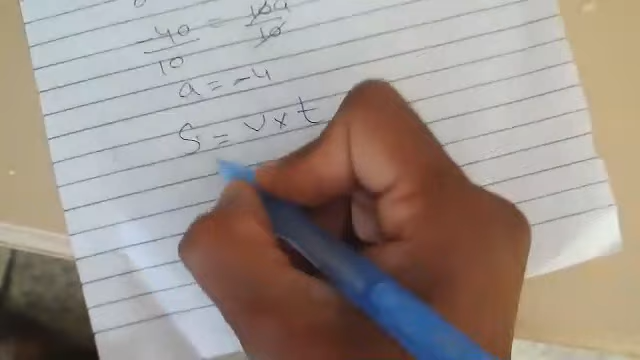 -40/10 = 10a/10
a = -4
S = v x t